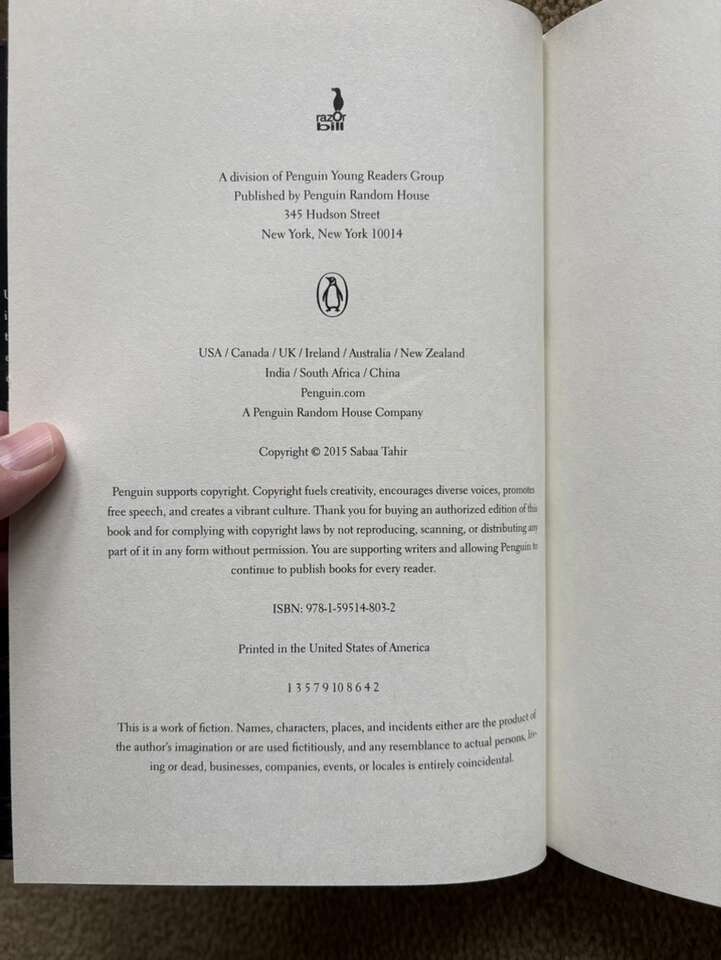 razOr
bill
A division of Penguin Young Readers Group
Published by Penguin Random House
345 Hudson Street
New York, New York 10014
USA / Canada / UK / Ireland / Australia / New Zealand
India / South Africa / China
Penguin.com
A Penguin Random House Company
Copyright © 2015 Sabaa Tahir
Penguin supports copyright. Copyright fuels creativity, encourages diverse voices, promotes
free speech, and creates a vibrant culture. Thank you for buying an authorized edition of this
book and for complying with copyright laws by not reproducing, scanning, or distributing any
part of it in any form without permission. You are supporting writers and allowing Penguin to
continue to publish books for every reader.
ISBN: 978-1-59514-803-2
Printed in the United States of America
1 3 5 7 9 10 8 6 4 2
This is a work of fiction. Names, characters, places, and incidents either are the product of
the author's imagination or are used fictitiously, and any resemblance to actual persons, liv-
ing or dead, businesses, companies, events, or locales is entirely coincidental.